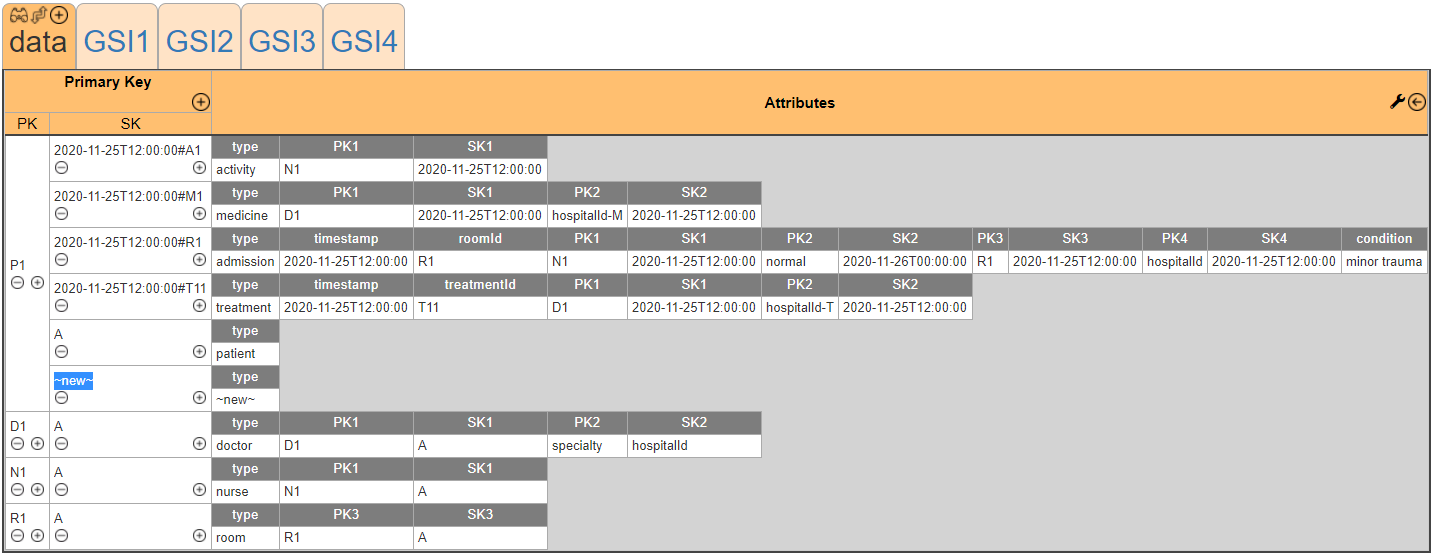 data GSI1 GSI2 GSI3 GSI4
Primary Key
Attributes
PK SK
P1
2020-11-25T12:00:00#A1
type PK1 SK1
activity N1 2020-11-25T12:00:00
2020-11-25T12:00:00#M1
type PK1 SK1 PK2 SK2
medicine D1 2020-11-25T12:00:00 hospitalId-M 2020-11-25T12:00:00
2020-11-25T12:00:00#R1
type timestamp roomId PK1 SK1 PK2 SK2 PK3 SK3 PK4 SK4 condition
admission 2020-11-25T12:00:00 R1 N1 2020-11-25T12:00:00 normal 2020-11-26T00:00:00 R1 2020-11-25T12:00:00 hospitalId 2020-11-25T12:00:00 minor trauma
2020-11-25T12:00:00#T11
type timestamp treatmentId PK1 SK1 PK2 SK2
treatment 2020-11-25T12:00:00 T11 D1 2020-11-25T12:00:00 hospitalId-T 2020-11-25T12:00:00
A
type
patient
~new~
type
~new~
D1 A
type PK1 SK1 PK2 SK2
doctor D1 A specialty hospitalId
N1 A
type PK1 SK1
nurse N1 A
R1 A
type PK3 SK3
room R1 A